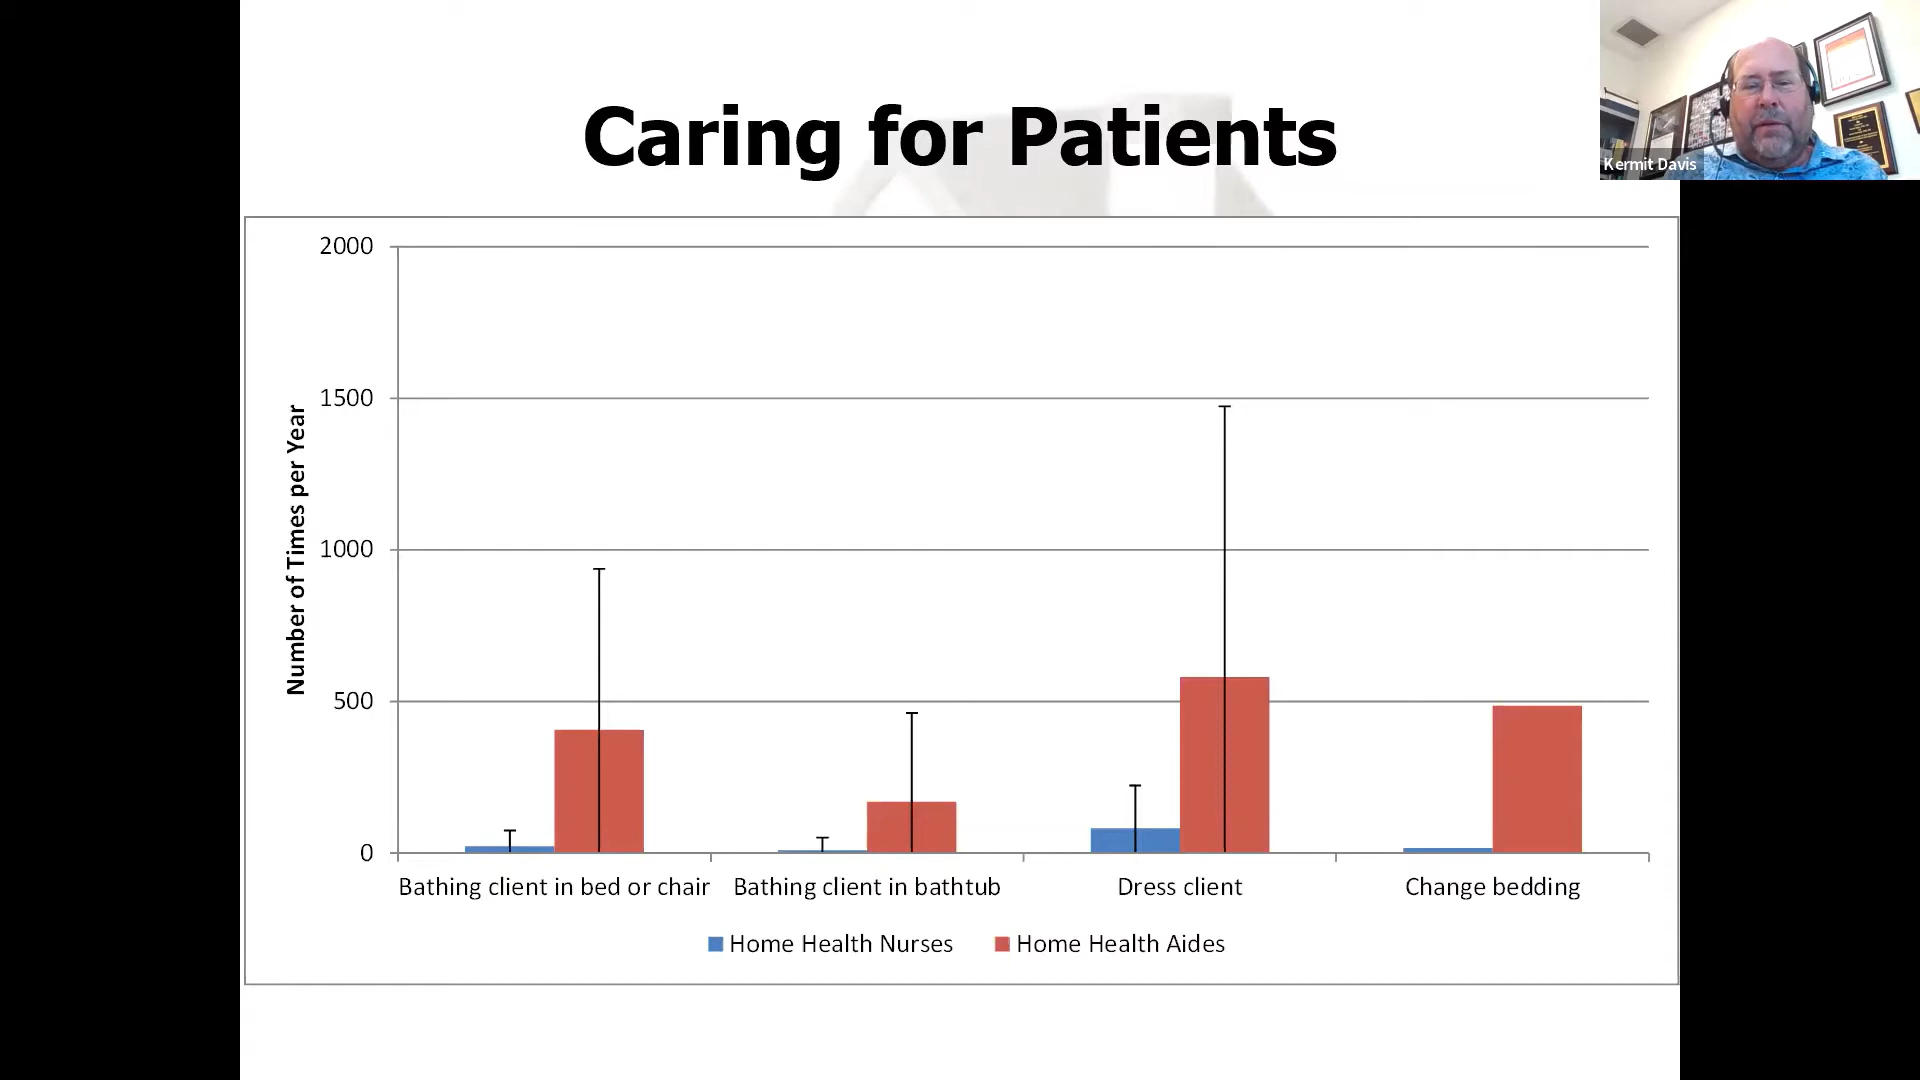 Caring for Patients
Kermit Davis
2000
1500
1000
500
0
Number of Times per Year
Bathing client in bed or chair
Bathing client in bathtub
Dress client
Change bedding
Home Health Nurses
Home Health Aides